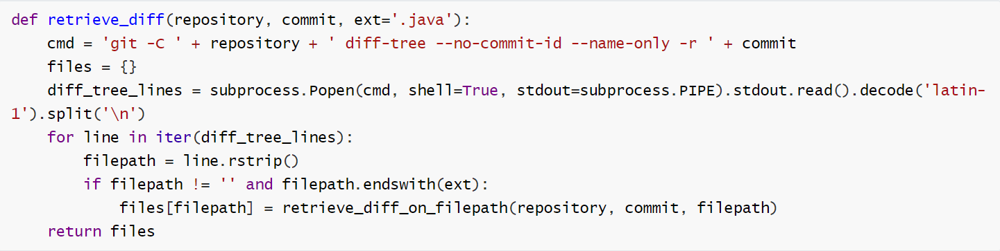 def retrieve_diff(repository, commit, ext='.java'):
    cmd = 'git -C ' + repository + ' diff-tree --no-commit-id --name-only -r ' + commit
    files = {}
    diff_tree_lines = subprocess.Popen(cmd, shell=True, stdout=subprocess.PIPE).stdout.read().decode('latin-
1').split('\n')
    for line in iter(diff_tree_lines):
        filepath = line.rstrip()
        if filepath != '' and filepath.endswith(ext):
            files[filepath] = retrieve_diff_on_filepath(repository, commit, filepath)
    return files